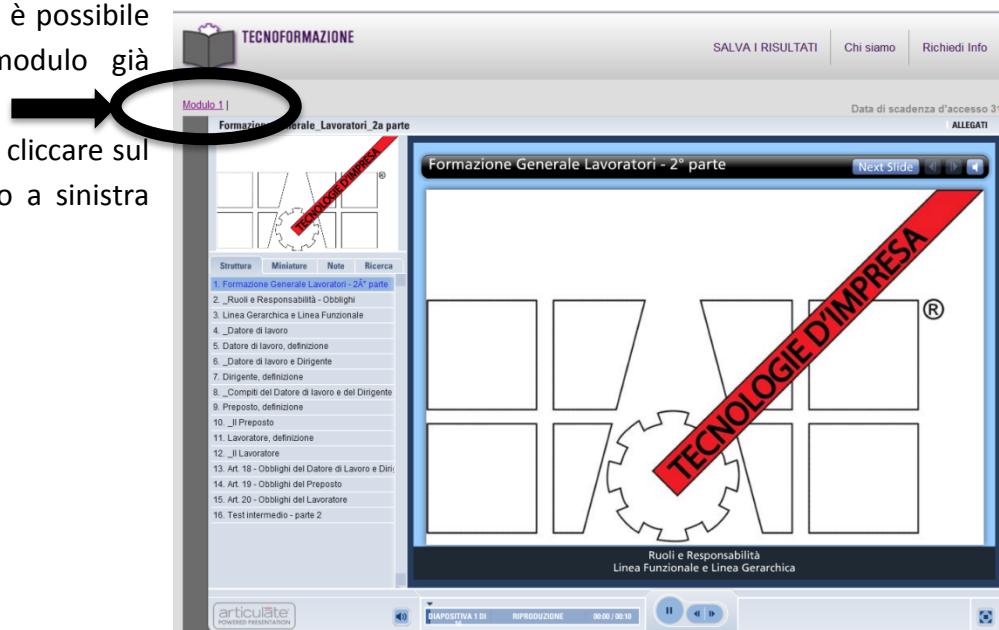 è possibile
modulo già
cliccare sul
a sinistra
TECNOFORMAZIONE
SALVA I RISULTATI Chi siamo Richiedi Info
Modulo 1 |
Data di scadenza d'accesso 31
Formazione Generale_Lavoratori_2a parte
ALLEGATI
TECNOLOGIE D'IMPRESA
®
Struttura Miniature Note Ricerca
1. Formazione Generale Lavoratori - 2Â° parte
2. _Ruoli e Responsabilità - Obblighi
3. Linea Gerarchica e Linea Funzionale
4. _Datore di lavoro
5. Datore di lavoro, definizione
6. _Datore di lavoro e Dirigente
7. Dirigente, definizione
8. _Compiti del Datore di lavoro e del Dirigente
9. Preposto, definizione
10. _Il Preposto
11. Lavoratore, definizione
12. _Il Lavoratore
13. Art. 18 - Obblighi del Datore di Lavoro e Diri
14. Art. 19 - Obblighi del Preposto
15. Art. 20 - Obblighi del Lavoratore
16. Test intermedio - parte 2
Formazione Generale Lavoratori - 2° parte
Next Slide
TECNOLOGIE D'IMPRESA
®
Ruoli e Responsabilità
Linea Funzionale e Linea Gerarchica
articulate
POWERED PRESENTATION
DIAPOSITIVA 1 DI 16 RIPRODUZIONE 00:00 / 00:10